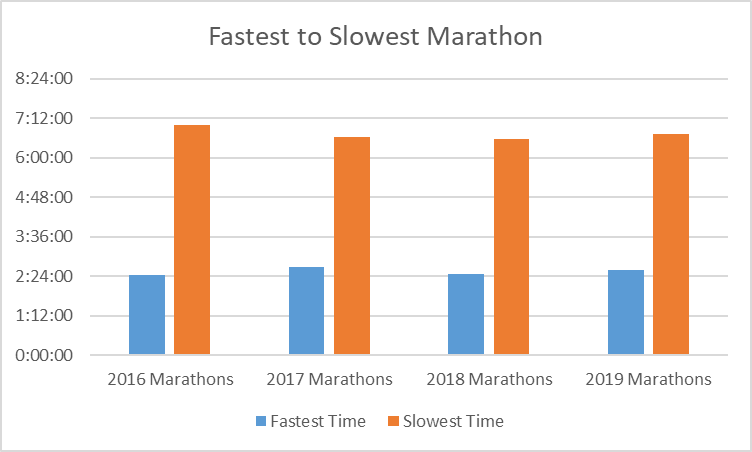 Fastest to Slowest Marathon
8:24:00
7:12:00
6:00:00
4:48:00
3:36:00
2:24:00
1:12:00
0:00:00
2016 Marathons 2017 Marathons 2018 Marathons 2019 Marathons
Fastest Time Slowest Time